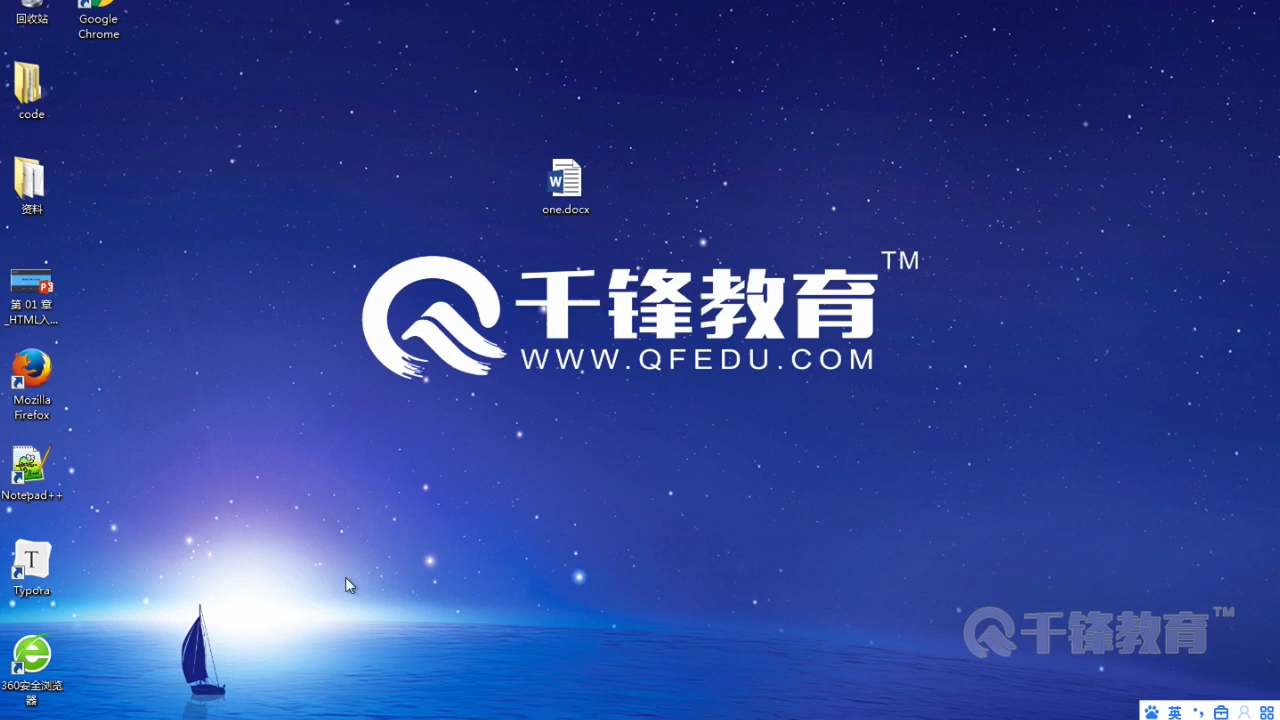 回收站
Google
Chrome
code
资料
第 01 章
_HTML入...
Mozilla
Firefox
Notepad++
T
Typora
360安全浏览
器
W
one.docx
P
千锋教育™
WWW.QFEDU.COM
千锋教育™
英